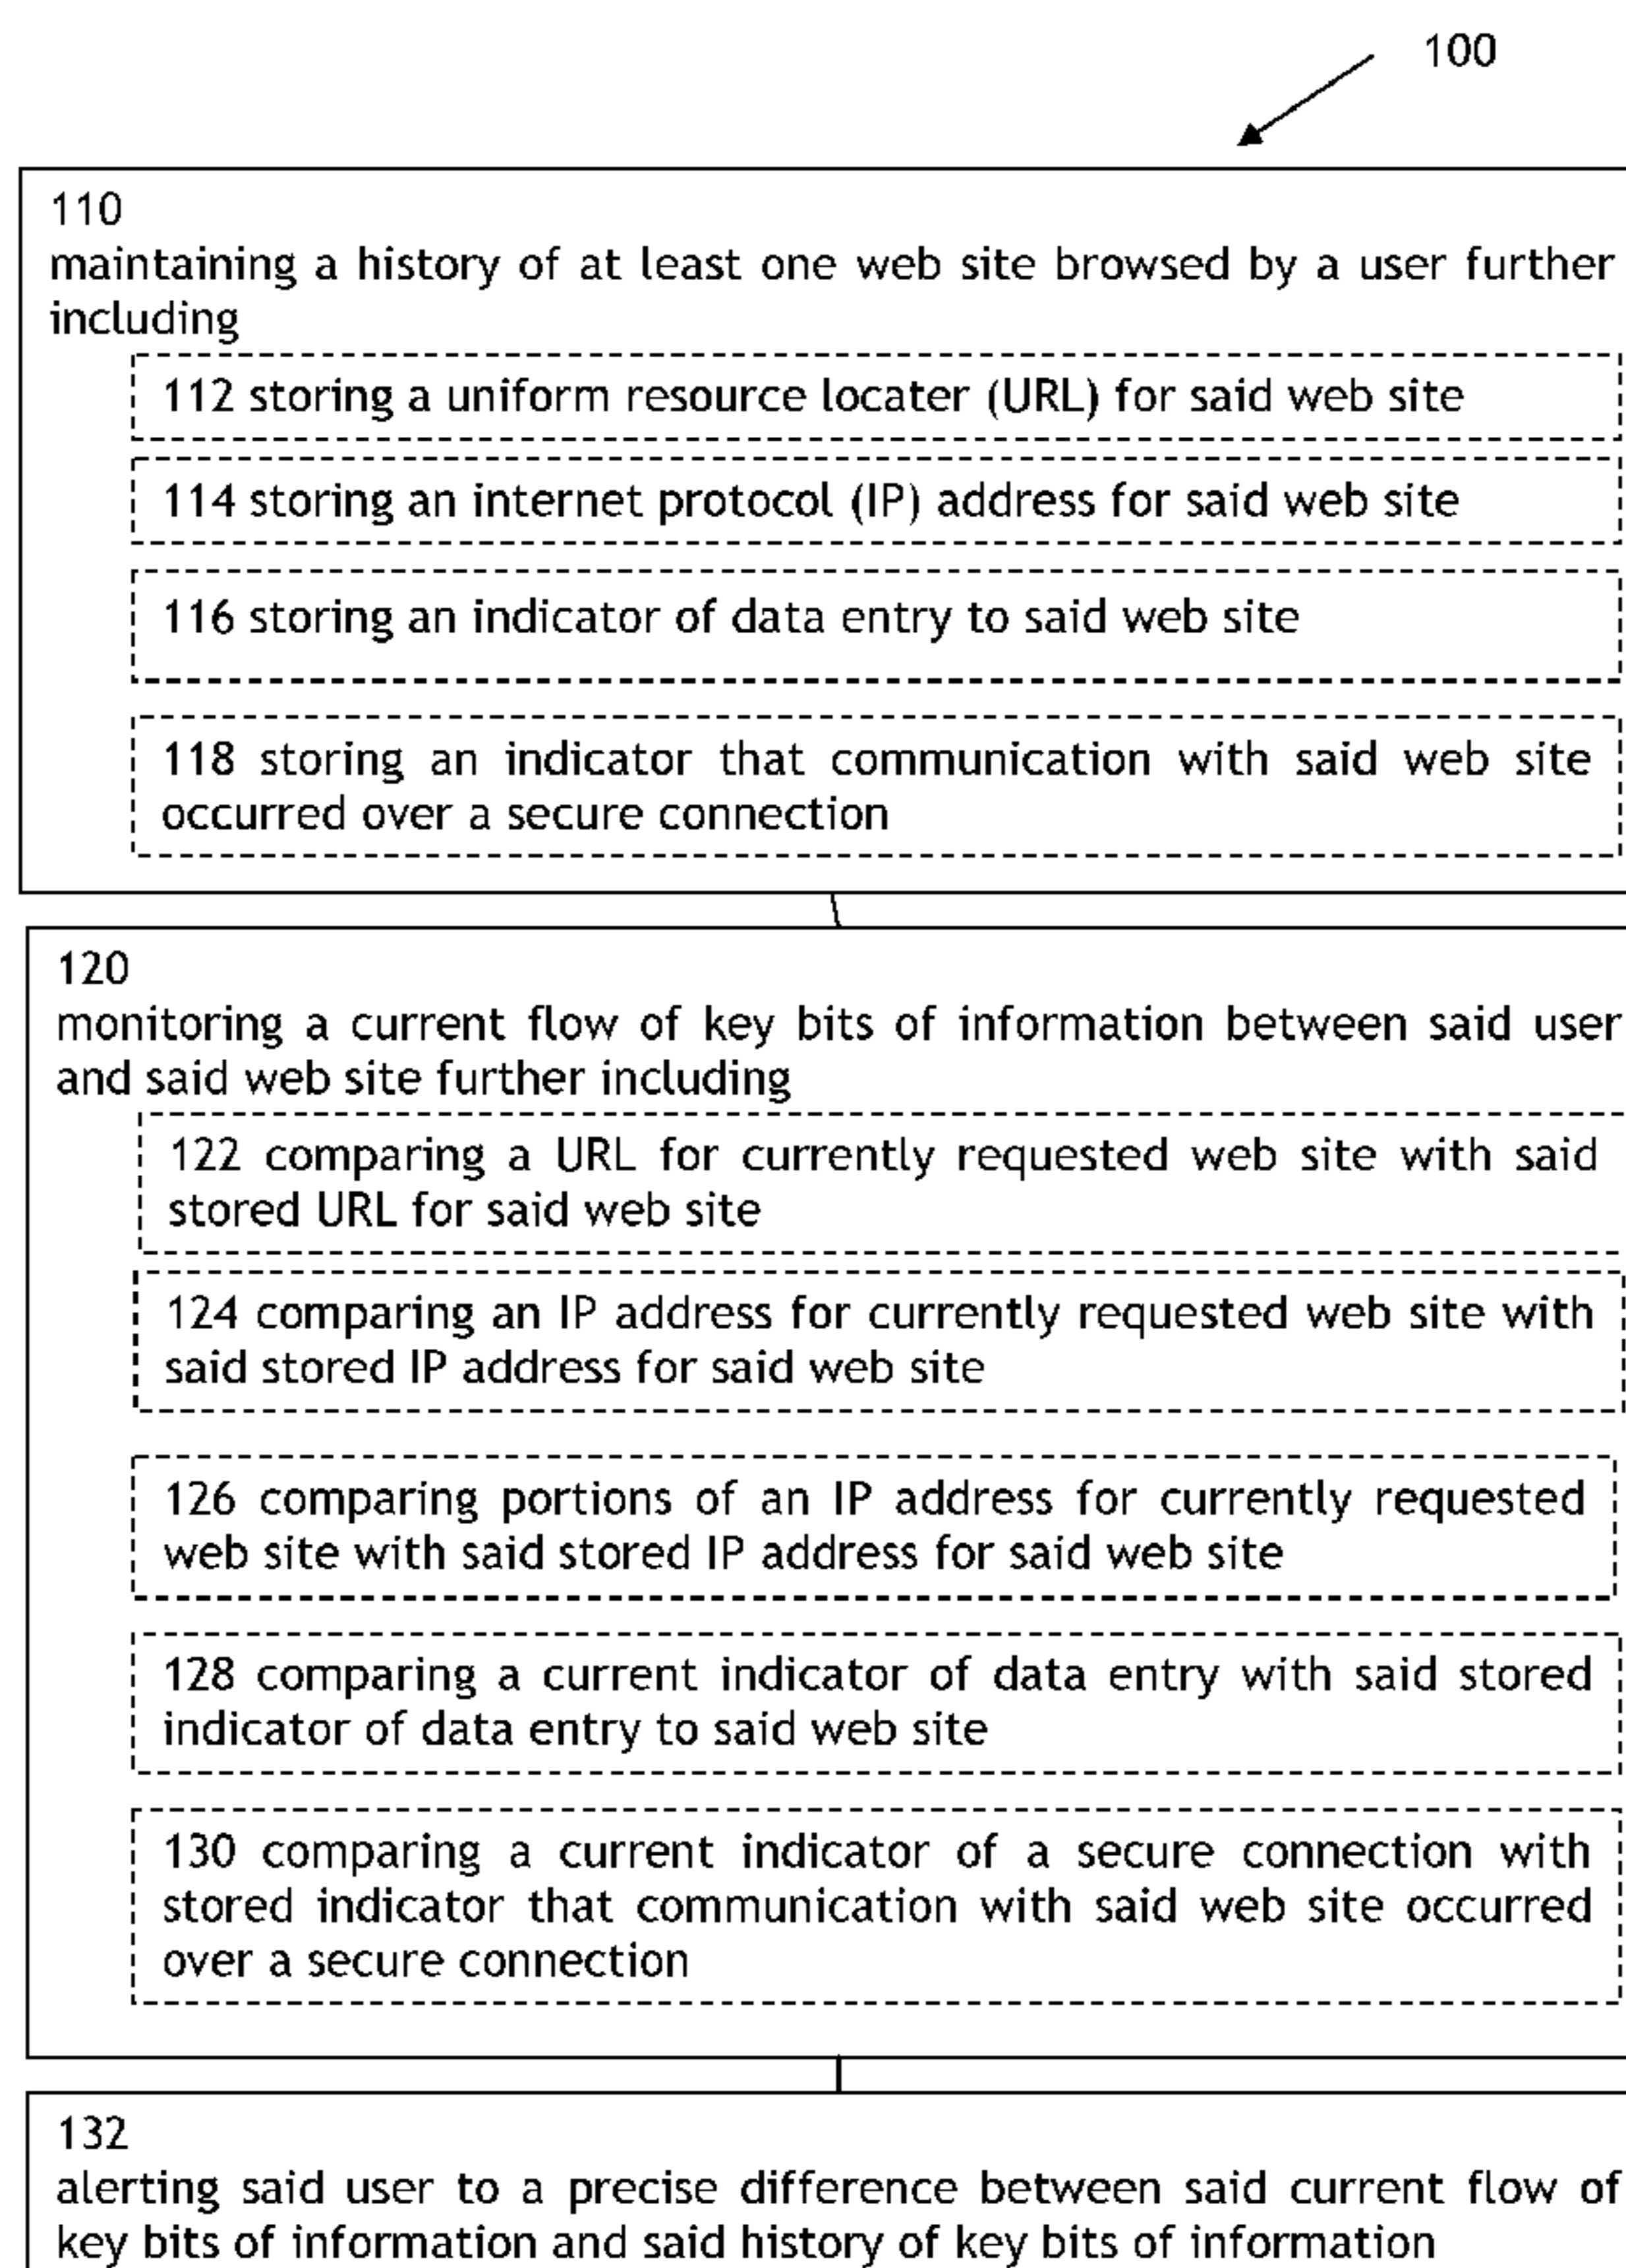 100
110
maintaining a history of at least one web site browsed by a user further
including
112 storing a uniform resource locater (URL) for said web site
114 storing an internet protocol (IP) address for said web site
116 storing an indicator of data entry to said web site
118 storing an indicator that communication with said web site
occurred over a secure connection
120
monitoring a current flow of key bits of information between said user
and said web site further including
122 comparing a URL for currently requested web site with said
stored URL for said web site
124 comparing an IP address for currently requested web site with
said stored IP address for said web site
126 comparing portions of an IP address for currently requested
web site with said stored IP address for said web site
128 comparing a current indicator of data entry with said stored
indicator of data entry to said web site
130 comparing a current indicator of a secure connection with
stored indicator that communication with said web site occurred
over a secure connection
132
alerting said user to a precise difference between said current flow of
key bits of information and said history of key bits of information